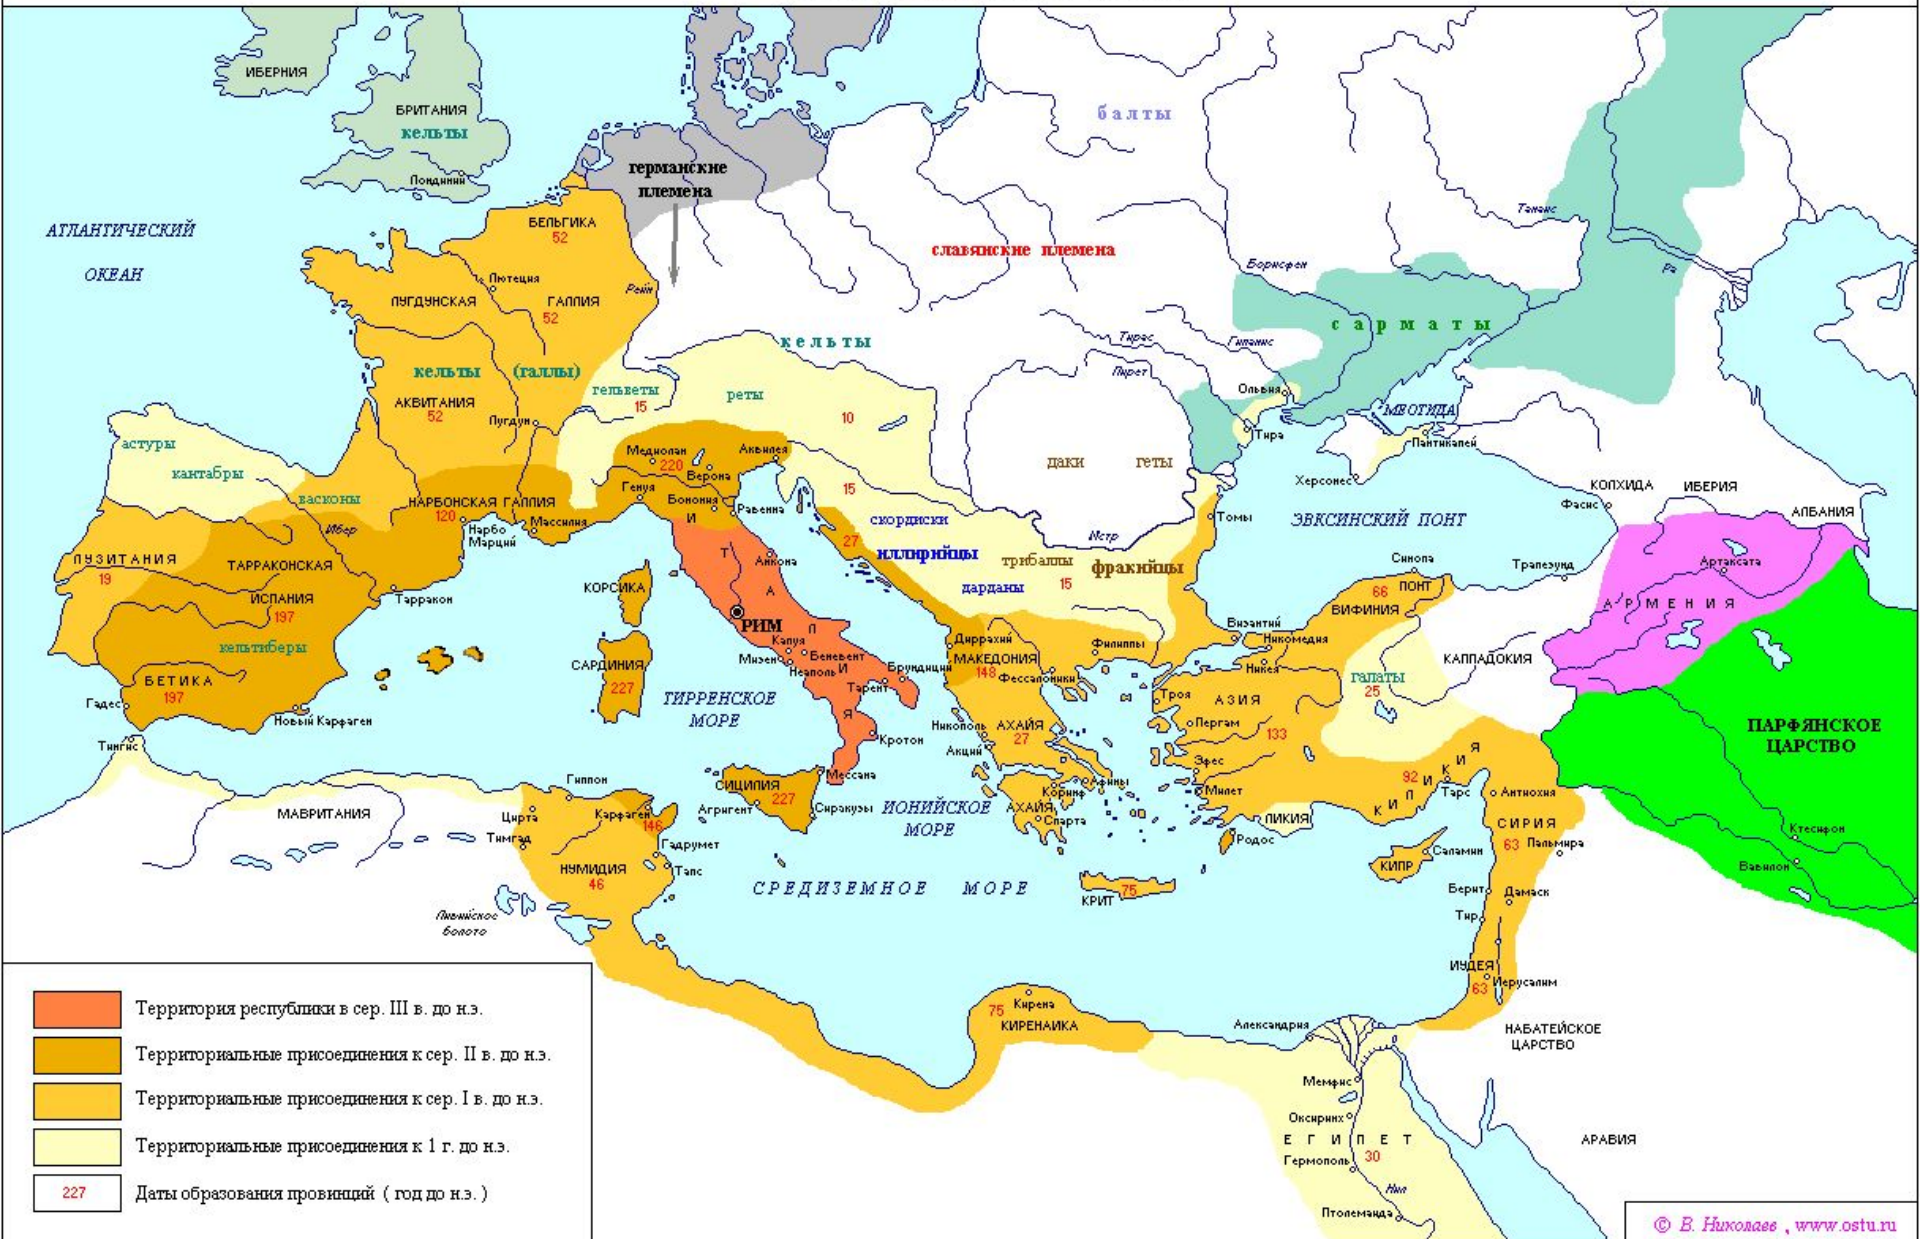 ИБЕРНИЯ
БРИТАНИЯ
кельты
Лондиний
балты
германские
племена
АТЛАНТИЧЕСКИЙ
ОКЕАН
БЕЛЬГИКА
52
славянские племена
Танаис
Борисфен
Ра
Лютеция
Рейн
ЛУГДУНСКАЯ
ГАЛЛИЯ
52
сарматы
Тирас
Гипанис
Пирет
кельты
кельты (галлы)
гельветы
15
реты
10
Ольвия
АКВИТАНИЯ
52
Лугдун
МЕОТИДА
Тира
Пантикапей
астуры
кантабры
васконы
Медиолан
220
Верона
Аквилея
Генуя
Бонония
Равенна
даки
геты
Херсонес
КОЛХИДА
ИБЕРИЯ
Фасис
АЛБАНИЯ
15
НАРБОНСКАЯ ГАЛЛИЯ
120
Нарбо
Марций
Массилия
Ибер
скордиски
27
иллирийцы
Томы
ЭВКСИНСКИЙ ПОНТ
Истр
трибаллы
15
фракийцы
дарданы
Синопа
Трапезунд
Артаксата
ЛУЗИТАНИЯ
19
ТАРРАКОНСКАЯ
ИСПАНИЯ
197
Тарракон
кельтиберы
КОРСИКА
ИТАЛИЯ
Анкона
РИМ
66
ПОНТ
ВИФИНИЯ
АРМЕНИЯ
Византий
Никомедия
Никея
Капуя
Мизен
Беневент
Неаполь
Брундизий
Тарент
Диррахий
МАКЕДОНИЯ
148
Филиппы
Фессалоники
КАППАДОКИЯ
галаты
25
САРДИНИЯ
227
БЕТИКА
197
Гадес
Новый Карфаген
ТИРРЕНСКОЕ
МОРЕ
Троя
АЗИЯ
Пергам
133
Никополь
АХАЙЯ
27
Акций
Кротон
ПАРФЯНСКОЕ
ЦАРСТВО
Тингис
Гиппон
Мессана
СИЦИЛИЯ
227
Агригент
Сиракузы
ИОНИЙСКОЕ
МОРЕ
Афины
Коринф
АХАЙЯ
Спарта
Эфес
Милет
92
КИЛИКИЯ
Тарс
Антиохия
МАВРИТАНИЯ
Цирта
Карфаген
146
Тимгад
Гадрумет
Тапс
НУМИДИЯ
46
ЛИКИЯ
Родос
КИПР
Саламин
СИРИЯ
63
Пальмира
Ктесифон
Вавилон
СРЕДИЗЕМНОЕ МОРЕ
75
КРИТ
Берит
Дамаск
Тир
Ливийское
болото
ИУДЕЯ
63
Иерусалим
75
Кирена
КИРЕНАИКА
Александрия
НАБАТЕЙСКОЕ
ЦАРСТВО
Мемфис
Оксиринх
ЕГИПЕТ
30
Гермополь
АРАВИЯ
Нил
Птолемаида
Территория республики в сер. III в. до н.э.
Территориальные присоединения к сер. II в. до н.э.
Территориальные присоединения к сер. I в. до н.э.
Территориальные присоединения к 1 г. до н.э.
227
Даты образования провинций ( год до н.э. )
© В. Николаев , www.ostu.ru